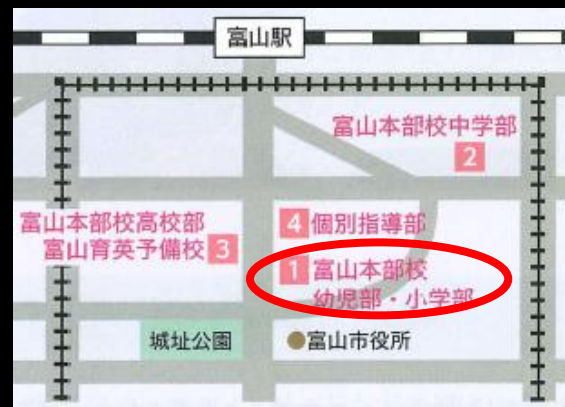 富山駅
富山本部校中学部
2
富山本部校高校部
富山育英予備校 3
4 個別指導部
1 富山本部校
幼児部・小学部
城址公園
富山市役所